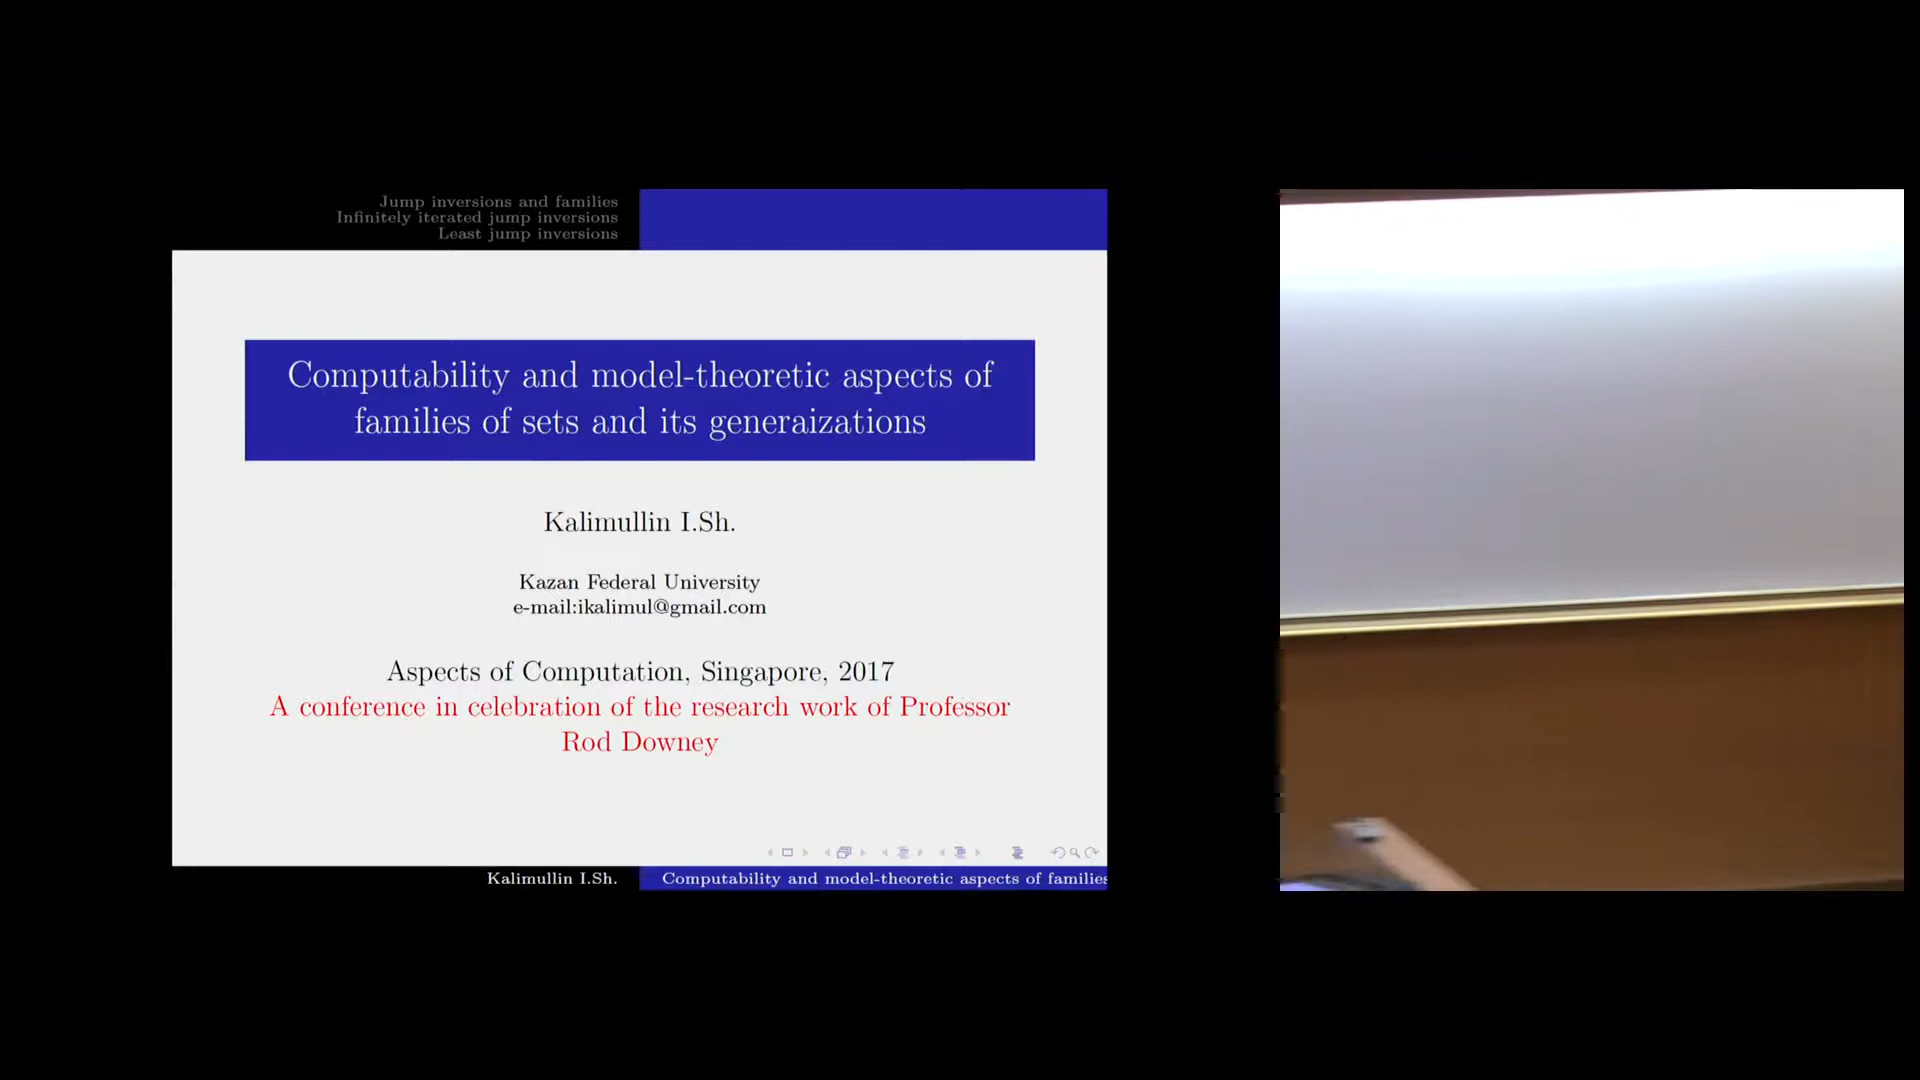 Jump inversions and families
Infinitely iterated jump inversions
Least jump inversions
Computability and model-theoretic aspects of
families of sets and its generaizations
Kalimullin I.Sh.
Kazan Federal University
e-mail:ikalimul@gmail.com
Aspects of Computation, Singapore, 2017
A conference in celebration of the research work of Professor
Rod Downey
Kalimullin I.Sh.
Computability and model-theoretic aspects of families